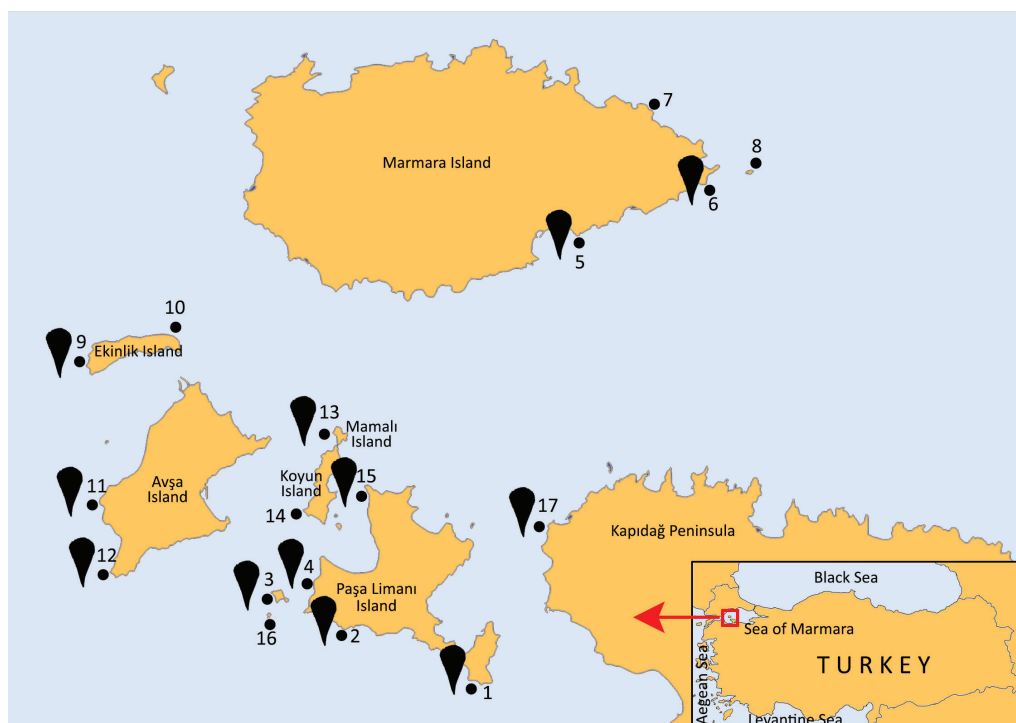 7
8
Marmara Island
6
5
10
9
Ekinlik Island
13
Mamalı
Island
Koyun
Island
15
11
Avşa
Island
14
17
Kapıdağ Peninsula
12
3
4
Paşa Limanı
Island
16
2
1
Black Sea
Sea of Marmara
TURKEY
Aegean Sea
Levantine Sea